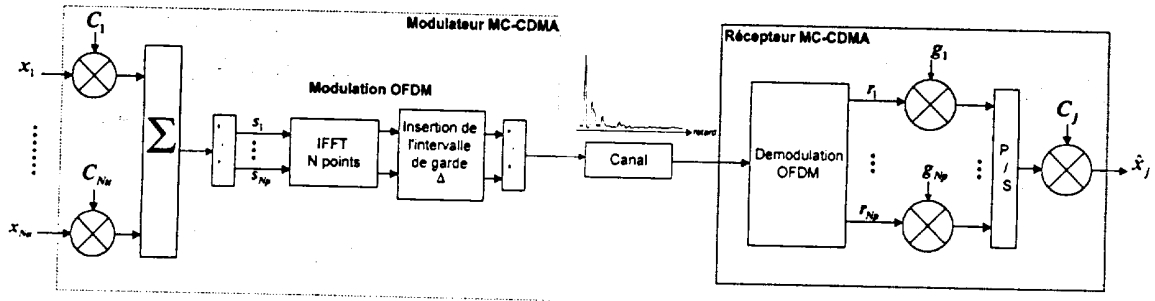 Modulateur MC-CDMA
C1
x1
CNu
xNu
Σ
Modulation OFDM
s1
sNp
IFFT
N points
Insertion de
l'intervalle
de garde
Δ
retard
Canal
Récepteur MC-CDMA
Demodulation
OFDM
r1
rNp
g1
gNp
P
/
S
Cj
x̂j